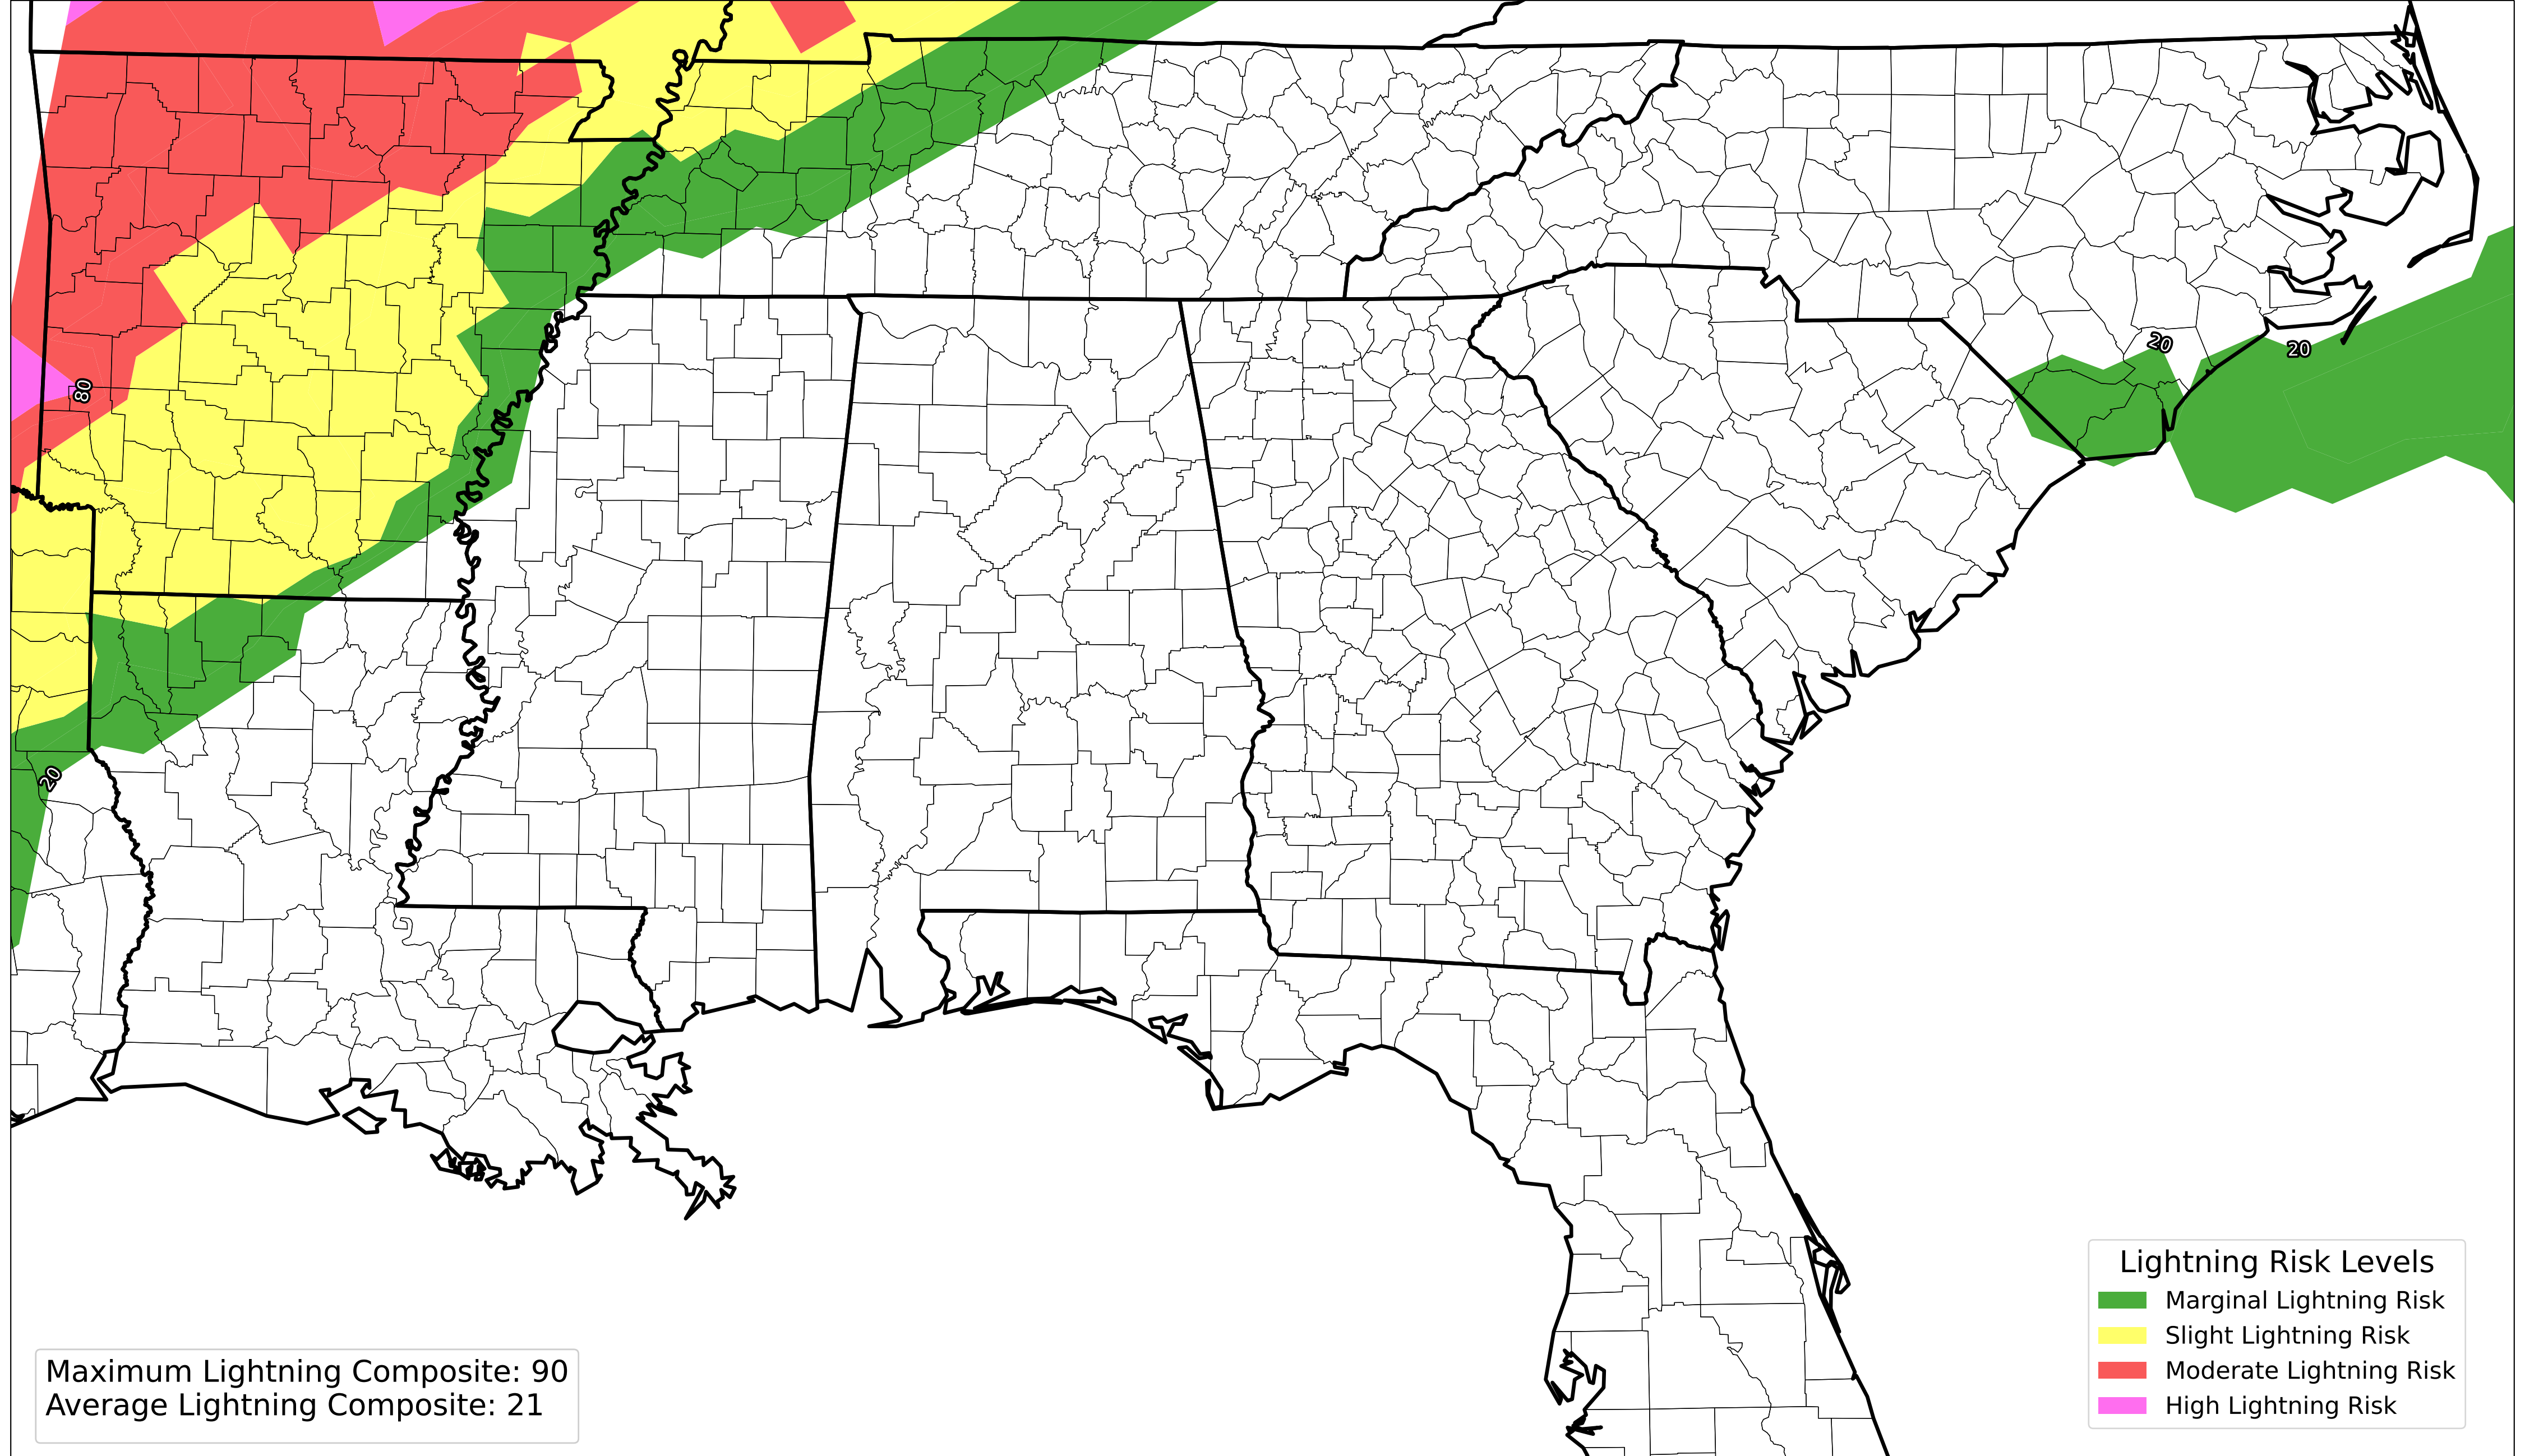 20
20
80
20
Lightning Risk Levels
Marginal Lightning Risk
Slight Lightning Risk
Moderate Lightning Risk
High Lightning Risk
Maximum Lightning Composite: 90
Average Lightning Composite: 21